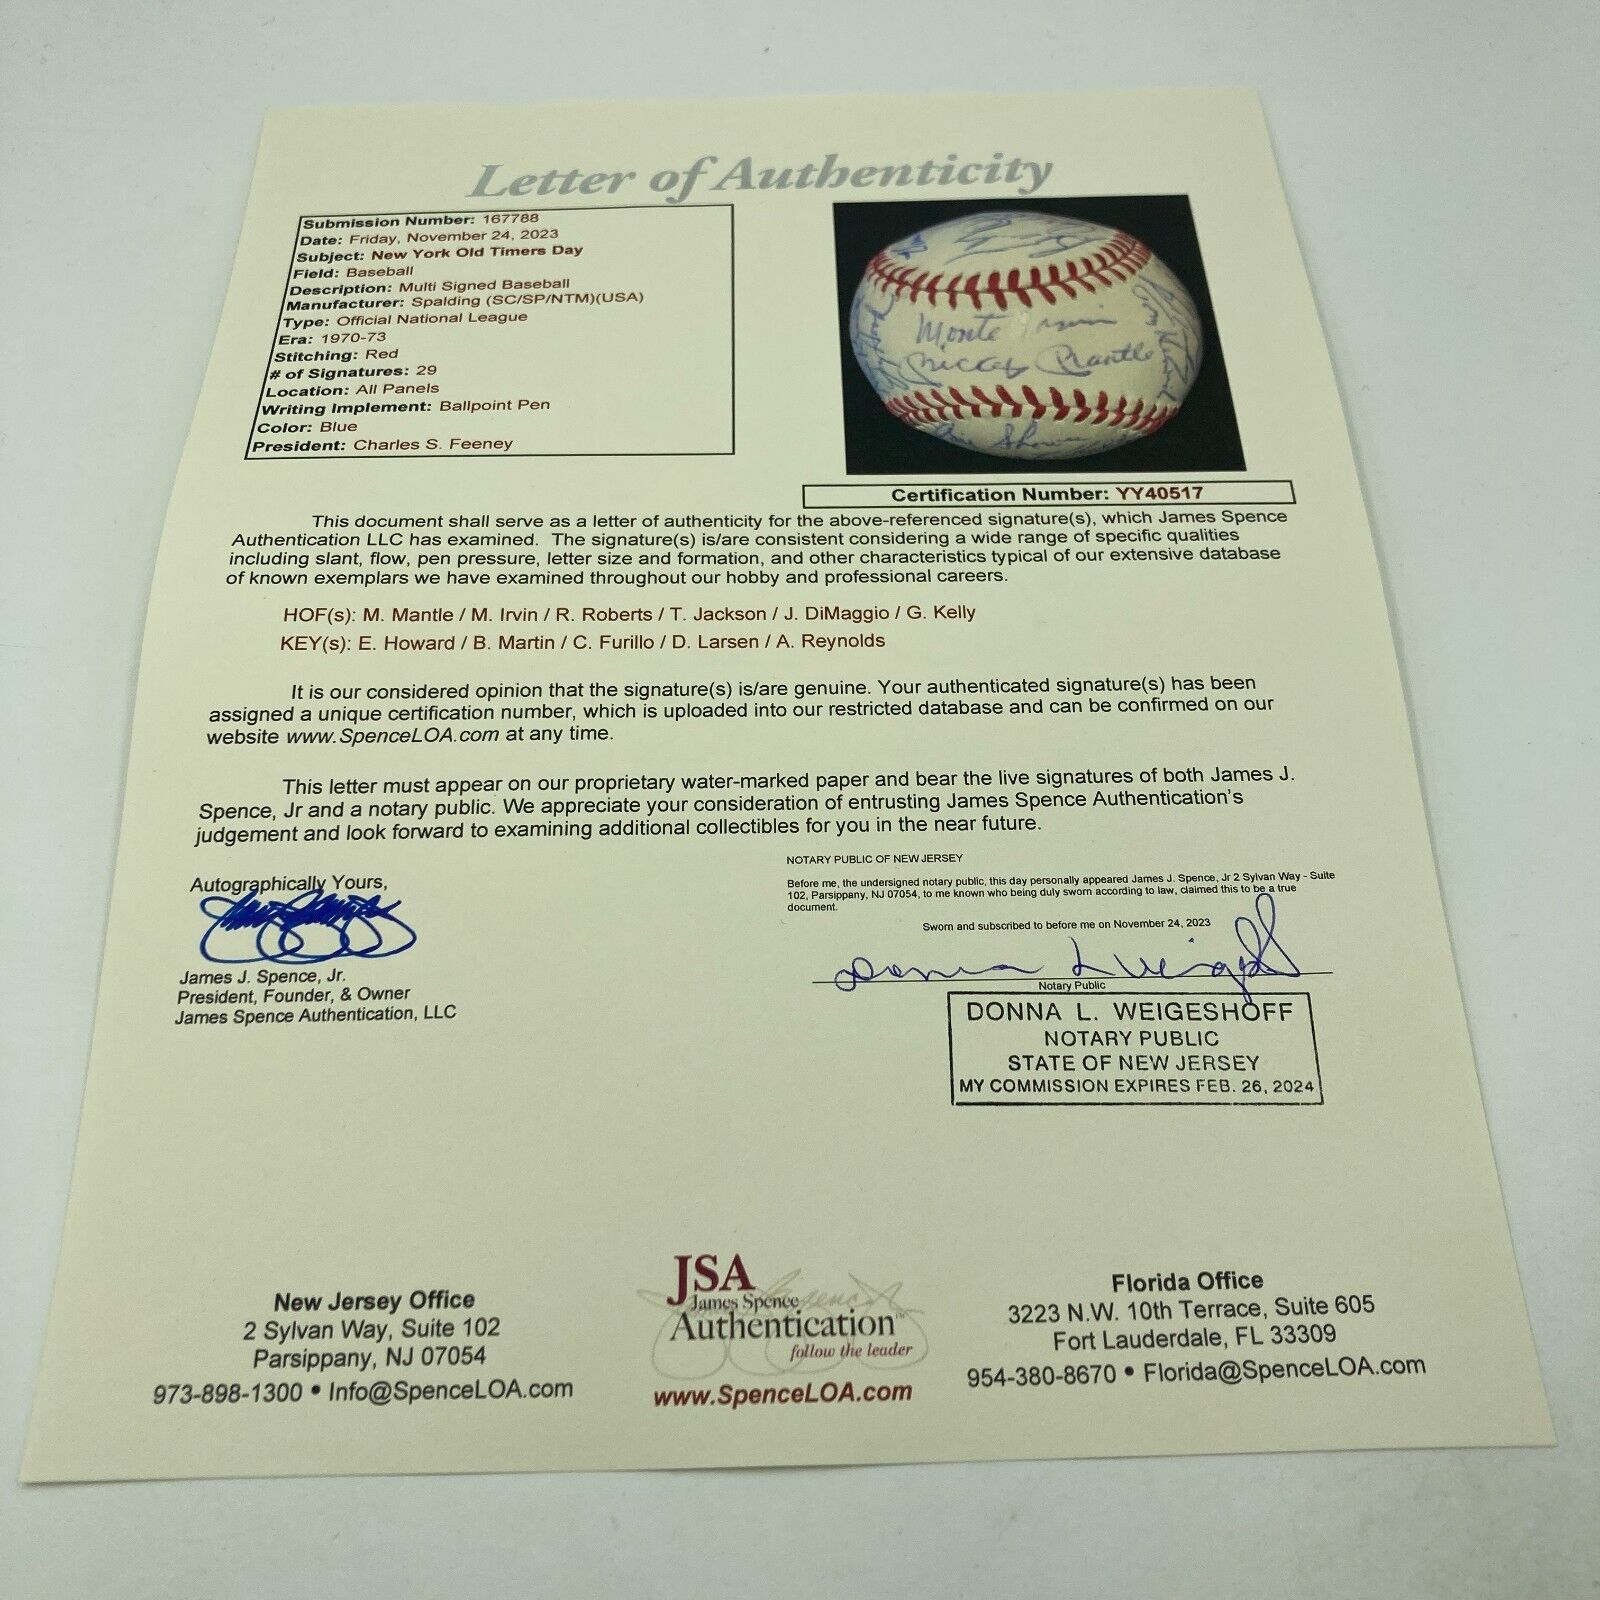 Letter of Authenticity
Submission Number: 167788
Date: Friday, November 24, 2023
Subject: New York Old Timers Day
Field: Baseball
Description: Multi Signed Baseball
Manufacturer: Spalding (SC/SP/NTM)(USA)
Type: Official National League
Era: 1970-73
Stitching: Red
# of Signatures: 29
Location: All Panels
Writing Implement: Ballpoint Pen
Color: Blue
President: Charles S. Feeney
Monte Irvin
Mickey Mantle
Certification Number: YY40517
This document shall serve as a letter of authenticity for the above-referenced signature(s), which James Spence
Authentication LLC has examined. The signature(s) is/are consistent considering a wide range of specific qualities
including slant, flow, pen pressure, letter size and formation, and other characteristics typical of our extensive database
of known exemplars we have examined throughout our hobby and professional careers.
HOF(s): M. Mantle / M. Irvin / R. Roberts / T. Jackson / J. DiMaggio / G. Kelly
KEY(s): E. Howard / B. Martin / C. Furillo / D. Larsen / A. Reynolds
It is our considered opinion that the signature(s) is/are genuine. Your authenticated signature(s) has been
assigned a unique certification number, which is uploaded into our restricted database and can be confirmed on our
website www.SpenceLOA.com at any time.
This letter must appear on our proprietary water-marked paper and bear the live signatures of both James J.
Spence, Jr and a notary public. We appreciate your consideration of entrusting James Spence Authentication's
judgement and look forward to examining additional collectibles for you in the near future.
Autographically Yours,
James J. Spence, Jr.
President, Founder, & Owner
James Spence Authentication, LLC
NOTARY PUBLIC OF NEW JERSEY
Before me, the undersigned notary public, this day personally appeared James J. Spence, Jr 2 Sylvan Way - Suite
102, Parsippany, NJ 07054, to me known who being duly sworn according to law, claimed this to be a true
document.
Sworn and subscribed to before me on November 24, 2023
Donna L Weigeshoff
Notary Public
DONNA L. WEIGESHOFF
NOTARY PUBLIC
STATE OF NEW JERSEY
MY COMMISSION EXPIRES FEB. 26, 2024
New Jersey Office
2 Sylvan Way, Suite 102
Parsippany, NJ 07054
973-898-1300 • Info@SpenceLOA.com
JSA
James Spence
Authentication™
follow the leader
www.SpenceLOA.com
Florida Office
3223 N.W. 10th Terrace, Suite 605
Fort Lauderdale, FL 33309
954-380-8670 • Florida@SpenceLOA.com